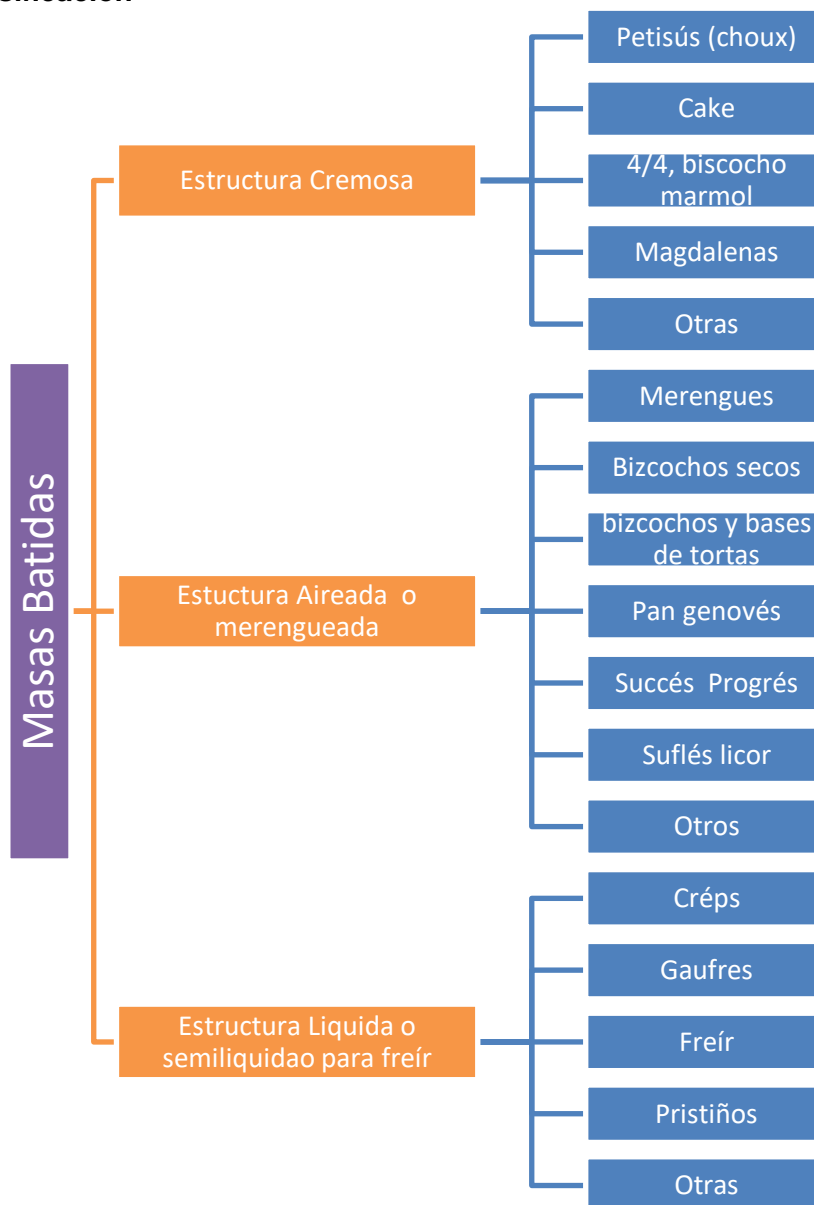 Masas Batidas
Estructura Cremosa
Petisús (choux)
Cake
4/4, biscocho
marmol
Magdalenas
Otras
Estuctura Aireada o
merengueada
Merengues
Bizcochos secos
bizcochos y bases
de tortas
Pan genovés
Succés Progrés
Suflés licor
Otros
Estructura Liquida o
semiliquidao para freír
Créps
Gaufres
Freír
Pristiños
Otras